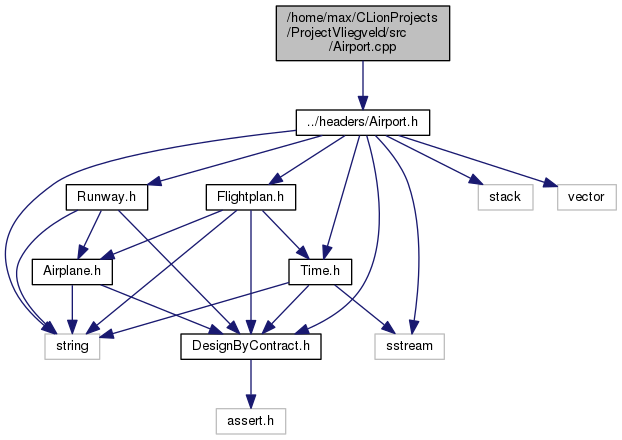 /home/max/CLionProjects
/ProjectVliegveld/src
/Airport.cpp
../headers/Airport.h
Runway.h
Flightplan.h
stack
vector
Airplane.h
Time.h
string
DesignByContract.h
sstream
assert.h